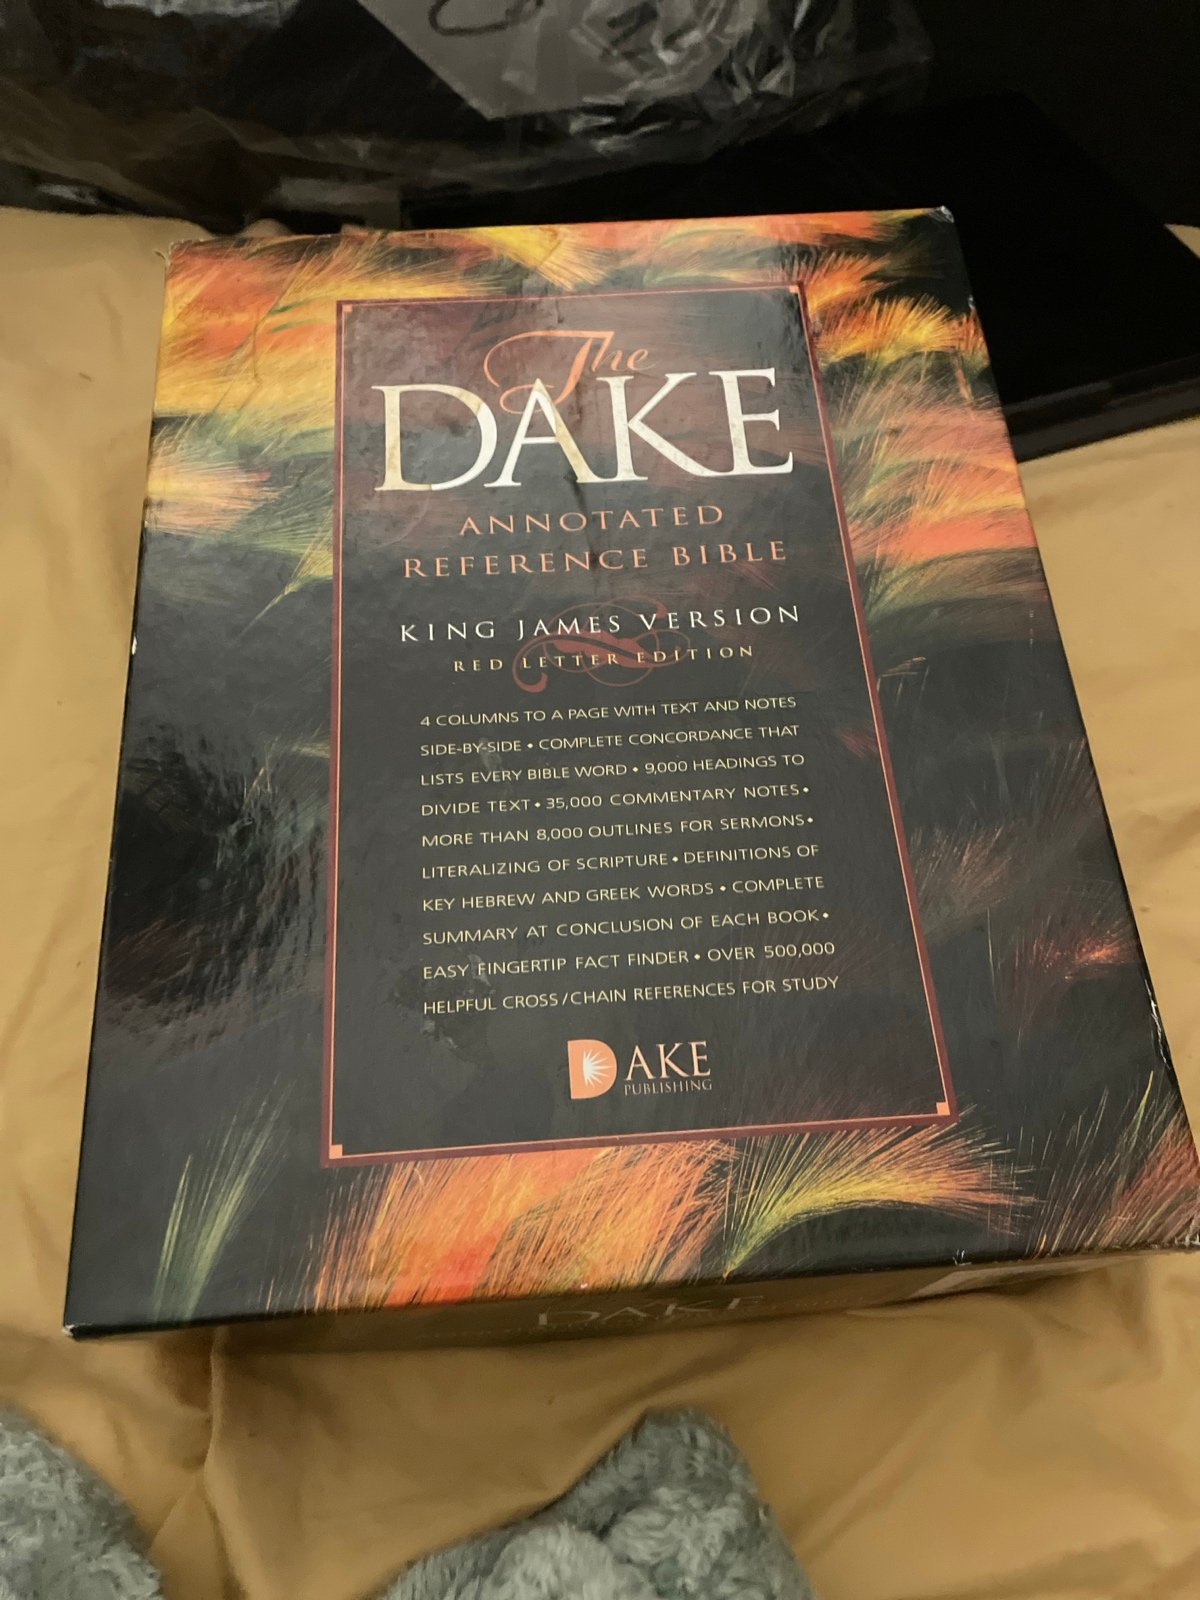 The
DAKE
ANNOTATED
REFERENCE BIBLE
KING JAMES VERSION
RED LETTER EDITION
4 COLUMNS TO A PAGE WITH TEXT AND NOTES
SIDE-BY-SIDE • COMPLETE CONCORDANCE THAT
LISTS EVERY BIBLE WORD • 9,000 HEADINGS TO
DIVIDE TEXT • 35,000 COMMENTARY NOTES•
MORE THAN 8,000 OUTLINES FOR SERMONS•
LITERALIZING OF SCRIPTURE • DEFINITIONS OF
KEY HEBREW AND GREEK WORDS • COMPLETE
SUMMARY AT CONCLUSION OF EACH BOOK•
EASY FINGERTIP FACT FINDER • OVER 500,000
HELPFUL CROSS/CHAIN REFERENCES FOR STUDY
DAKE
PUBLISHING
DAKE